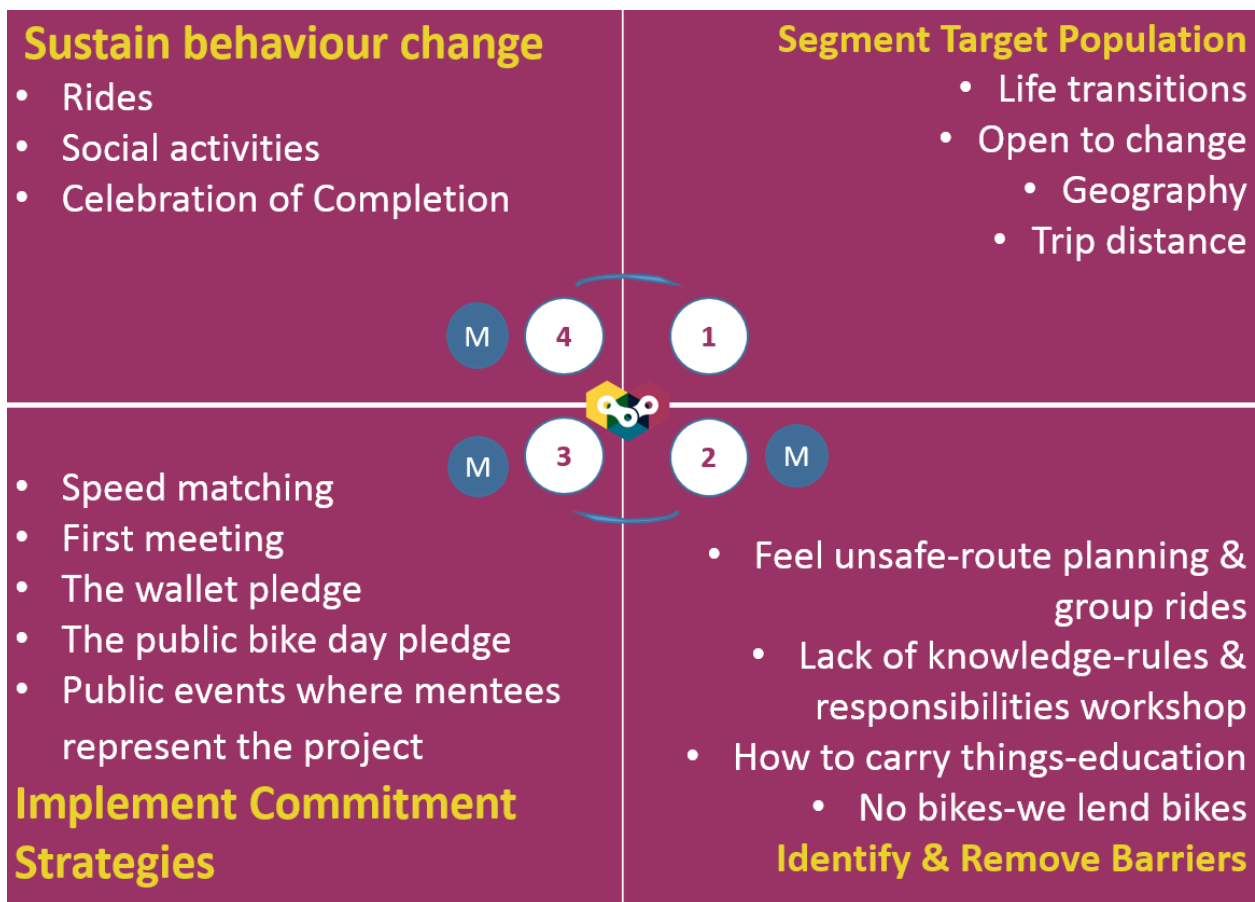 Sustain behaviour change
• Rides
• Social activities
• Celebration of Completion
Segment Target Population
• Life transitions
• Open to change
• Geography
• Trip distance
M
4
1
M
3
2
M
• Speed matching
• First meeting
• The wallet pledge
• The public bike day pledge
• Public events where mentees
represent the project
Implement Commitment
Strategies
• Feel unsafe-route planning &
group rides
• Lack of knowledge-rules &
responsibilities workshop
• How to carry things-education
• No bikes-we lend bikes
Identify & Remove Barriers